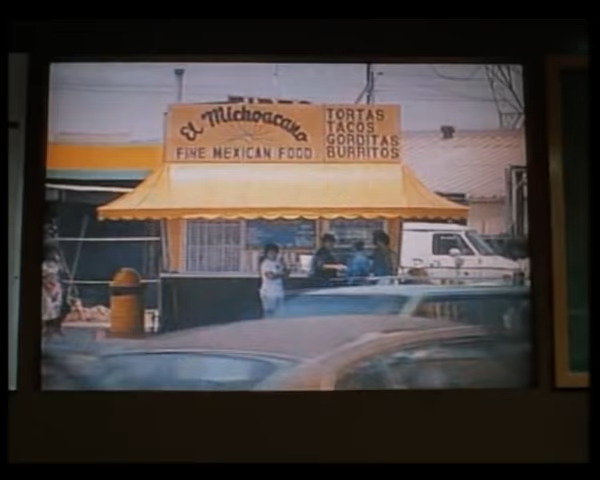 El Michoacano
FINE MEXICAN FOOD
TORTAS
TACOS
GORDITAS
BURRITOS